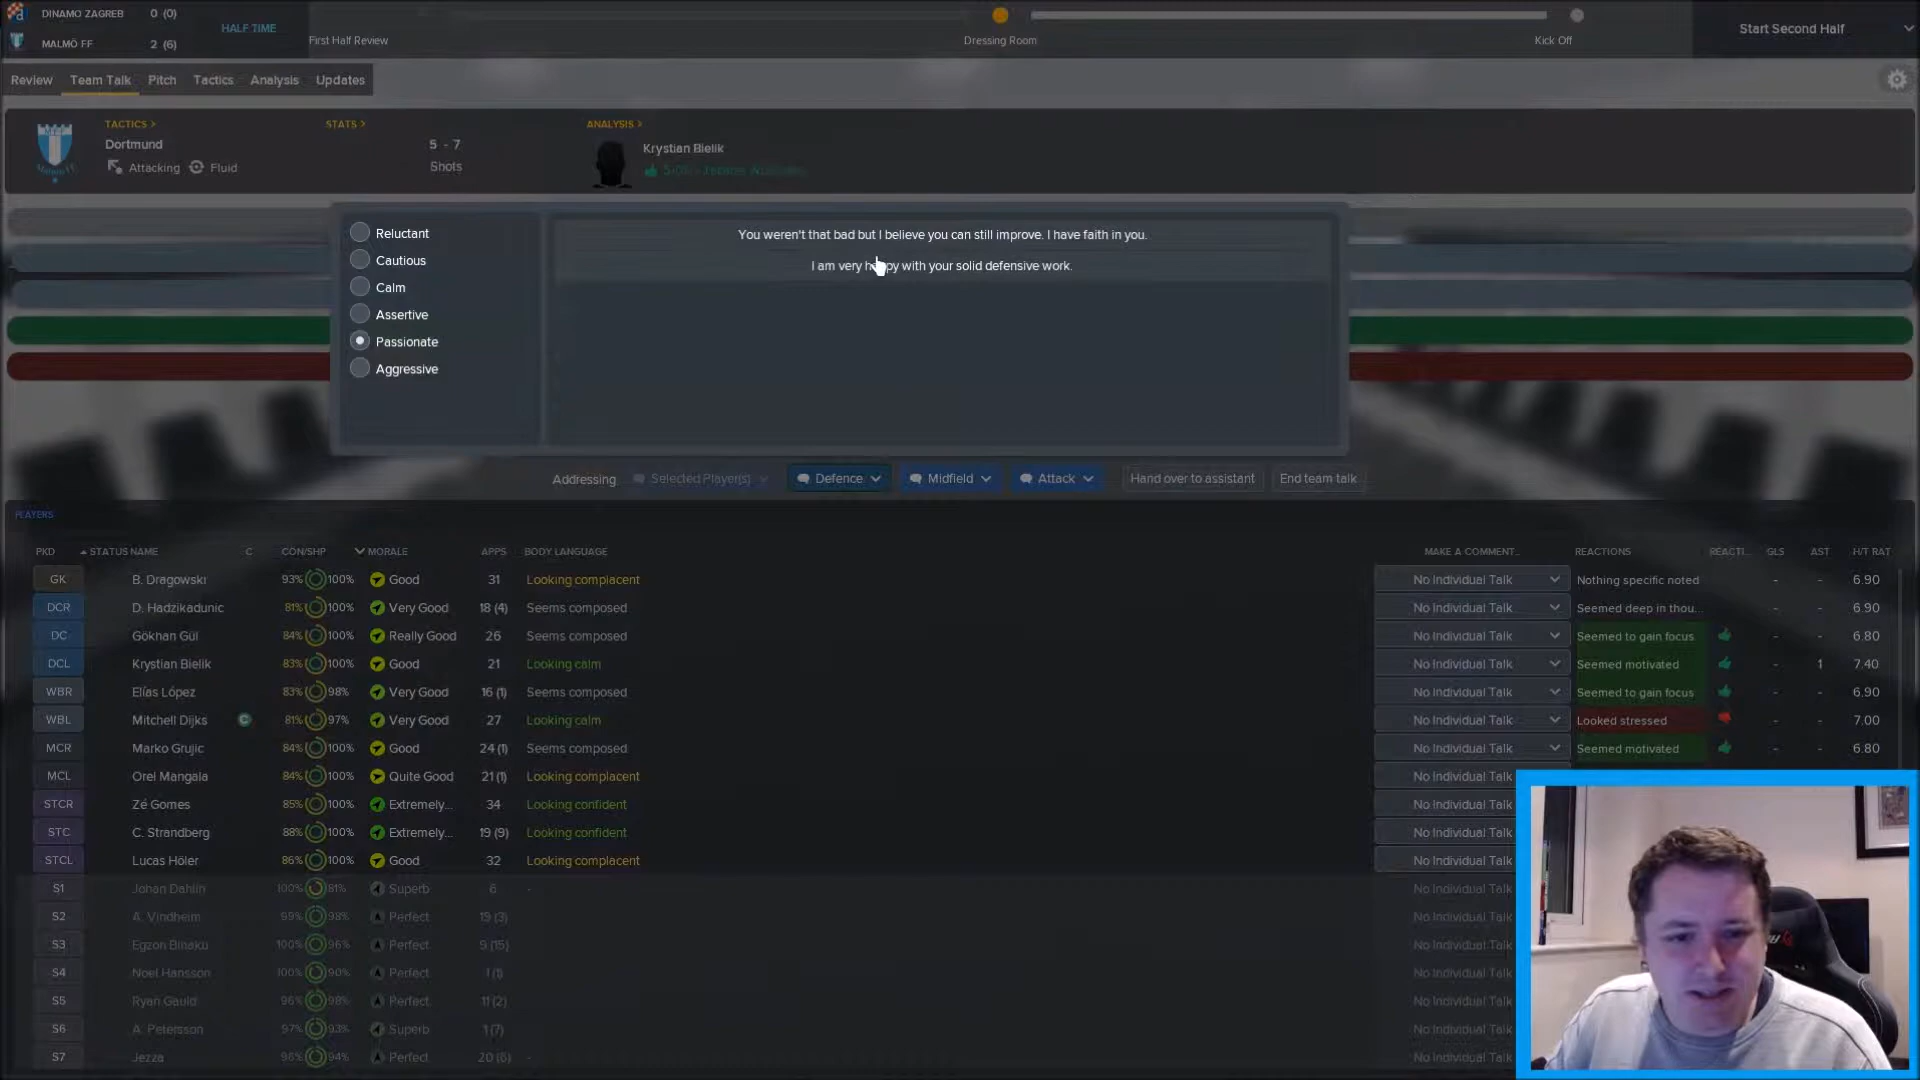 DINAMO ZAGREB 0 (0)
MALMÖ FF 2 (6)
HALF TIME
First Half Review
Dressing Room
Kick Off
Start Second Half
Review Team Talk Pitch Tactics Analysis Updates
TACTICS >
Dortmund
Attacking Fluid
STATS >
5 - 7
Shots
ANALYSIS >
Krystian Bielik
Reluctant
Cautious
Calm
Assertive
Passionate
Aggressive
You weren't that bad but I believe you can still improve. I have faith in you.
I am very happy with your solid defensive work.
Addressing Selected Player(s) Defence Midfield Attack Hand over to assistant End team talk
PLAYERS
PKD STATUS NAME C CON/SHP MORALE APPS BODY LANGUAGE MAKE A COMMENT... REACTIONS REACTI... GLS AST H/T RAT
GK B. Dragowski 93% 100% Good 31 Looking complacent No Individual Talk Nothing specific noted - - 6.90
DCR D. Hadzikadunic 81% 100% Very Good 18 (4) Seems composed No Individual Talk Seemed deep in thou... - - 6.90
DC Gökhan Gül 84% 100% Really Good 26 Seems composed No Individual Talk Seemed to gain focus - - 6.80
DCL Krystian Bielik 83% 100% Good 21 Looking calm No Individual Talk Seemed motivated - 1 7.40
WBR Elías López 83% 98% Very Good 16 (1) Seems composed No Individual Talk Seemed to gain focus - - 6.90
WBL Mitchell Dijks C 81% 97% Very Good 27 Looking calm No Individual Talk Looked stressed - - 7.00
MCR Marko Grujic 84% 100% Good 24 (1) Seems composed No Individual Talk Seemed motivated - - 6.80
MCL Orel Mangala 84% 100% Quite Good 21 (1) Looking complacent No Individual Talk
STCR Zé Gomes 85% 100% Extremely... 34 Looking confident No Individual Talk
STC C. Strandberg 88% 100% Extremely... 19 (9) Looking confident No Individual Talk
STCL Lucas Höler 86% 100% Good 32 Looking complacent No Individual Talk
S1 Johan Dahlin 100% 81% Superb 6 - No Individual Talk
S2 A. Vindheim 99% 98% Perfect 19 (3) No Individual Talk
S3 Egzon Binaku 100% 96% Perfect 9 (15) No Individual Talk
S4 Noel Hansson 100% 90% Perfect 1 (1) No Individual Talk
S5 Ryan Gauld 96% 98% Perfect 11 (2) No Individual Talk
S6 A. Petersson 97% 93% Superb 1 (7) No Individual Talk
S7 Jezza 98% 94% Perfect 20 (6) - No Individual Talk